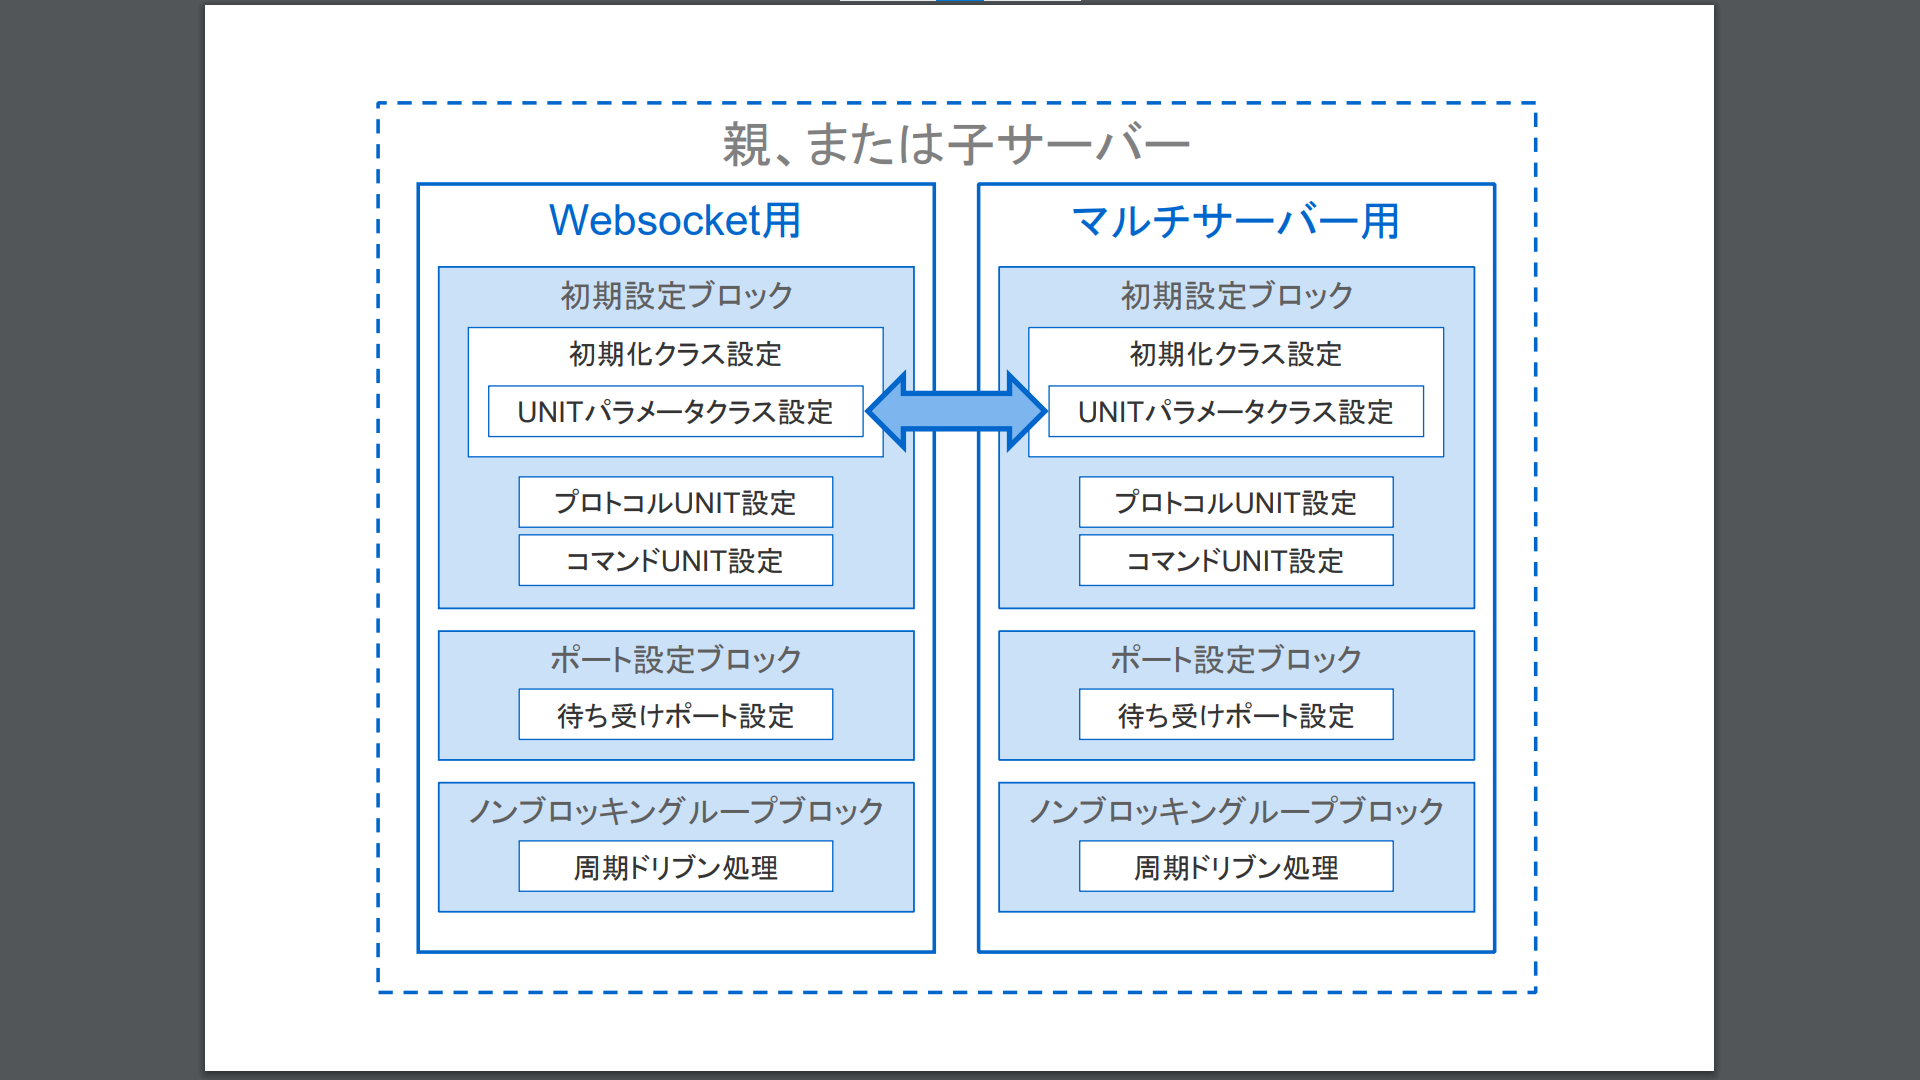 親、または子サーバー
Websocket用
初期設定ブロック
初期化クラス設定
UNITパラメータクラス設定
プロトコルUNIT設定
コマンドUNIT設定
ポート設定ブロック
待ち受けポート設定
ノンブロッキングループブロック
周期ドリブン処理
マルチサーバー用
初期設定ブロック
初期化クラス設定
UNITパラメータクラス設定
プロトコルUNIT設定
コマンドUNIT設定
ポート設定ブロック
待ち受けポート設定
ノンブロッキングループブロック
周期ドリブン処理